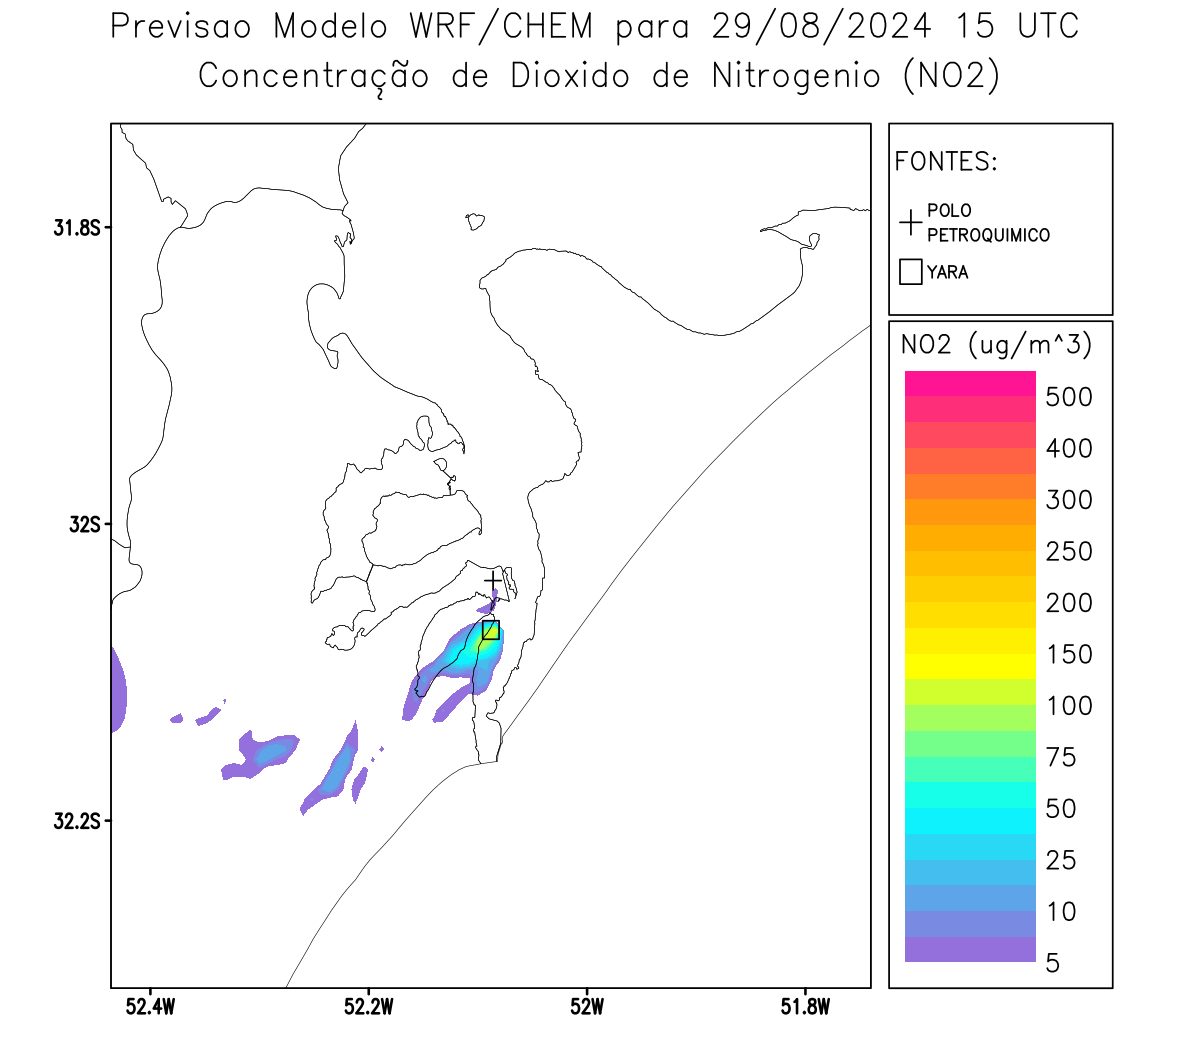 Previsao Modelo WRF/CHEM para 29/08/2024 15 UTC
Concentração de Dioxido de Nitrogenio (NO2)
FONTES:
POLO
PETROQUIMICO
YARA
NO2 (ug/m^3)
500
400
300
250
200
150
100
75
50
25
10
5
31.8S
32S
32.2S
52.4W 52.2W 52W 51.8W